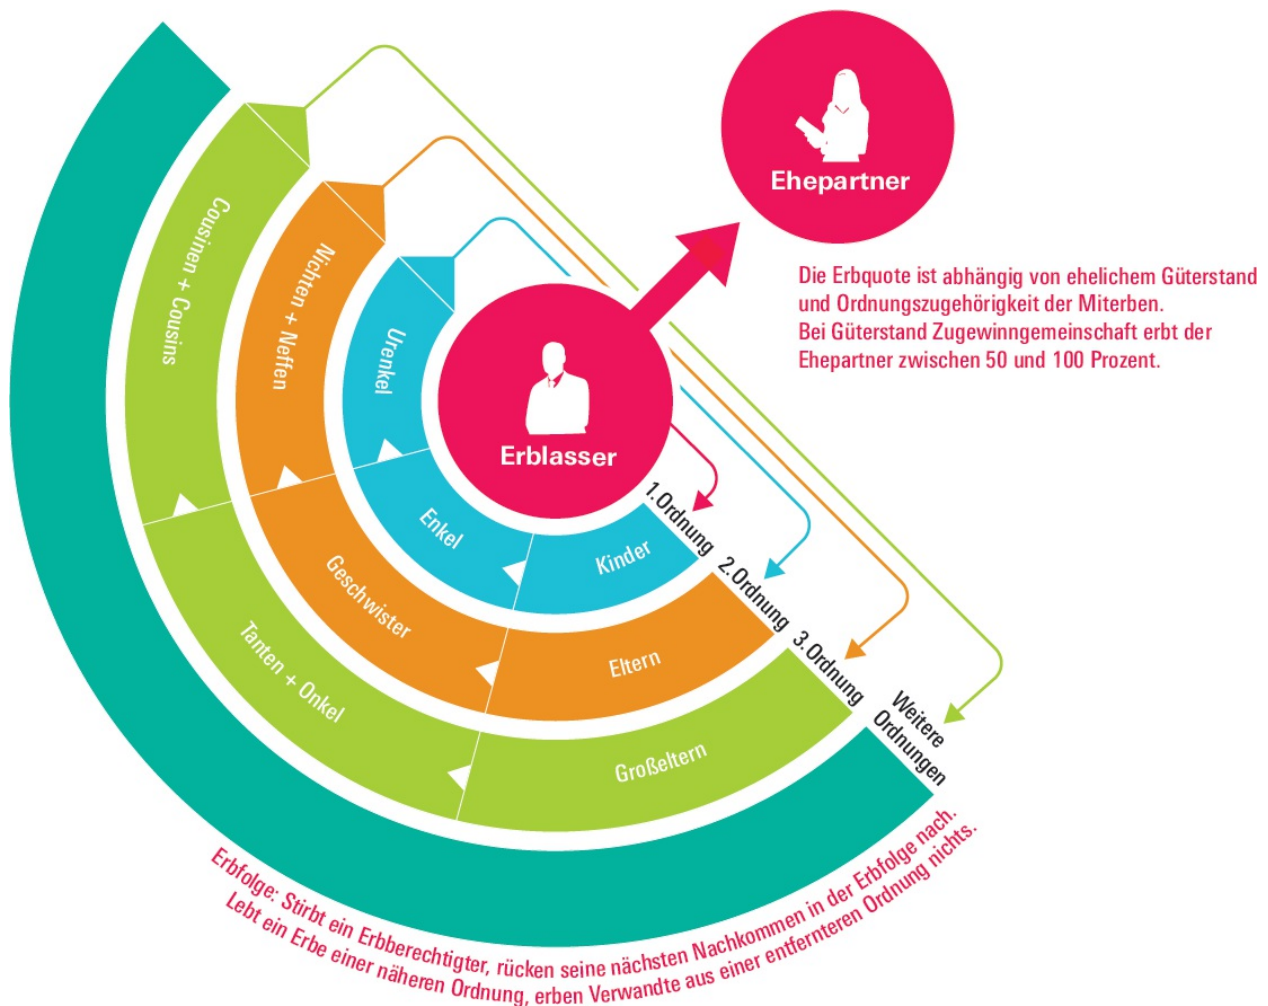 Ehepartner
Die Erbquote ist abhängig von ehelichem Güterstand
und Ordnungszugehörigkeit der Miterben.
Bei Güterstand Zugewinngemeinschaft erbt der
Ehepartner zwischen 50 und 100 Prozent.
Erblasser
1. Ordnung
Kinder
Enkel
Urenkel
2. Ordnung
Eltern
Geschwister
Nichten + Neffen
3. Ordnung
Großeltern
Tanten + Onkel
Cousinen + Cousins
Weitere
Ordnungen
Erbfolge: Stirbt ein Erbberechtigter, rücken seine nächsten Nachkommen in der Erbfolge nach.
Lebt ein Erbe einer näheren Ordnung, erben Verwandte aus einer entfernteren Ordnung nichts.